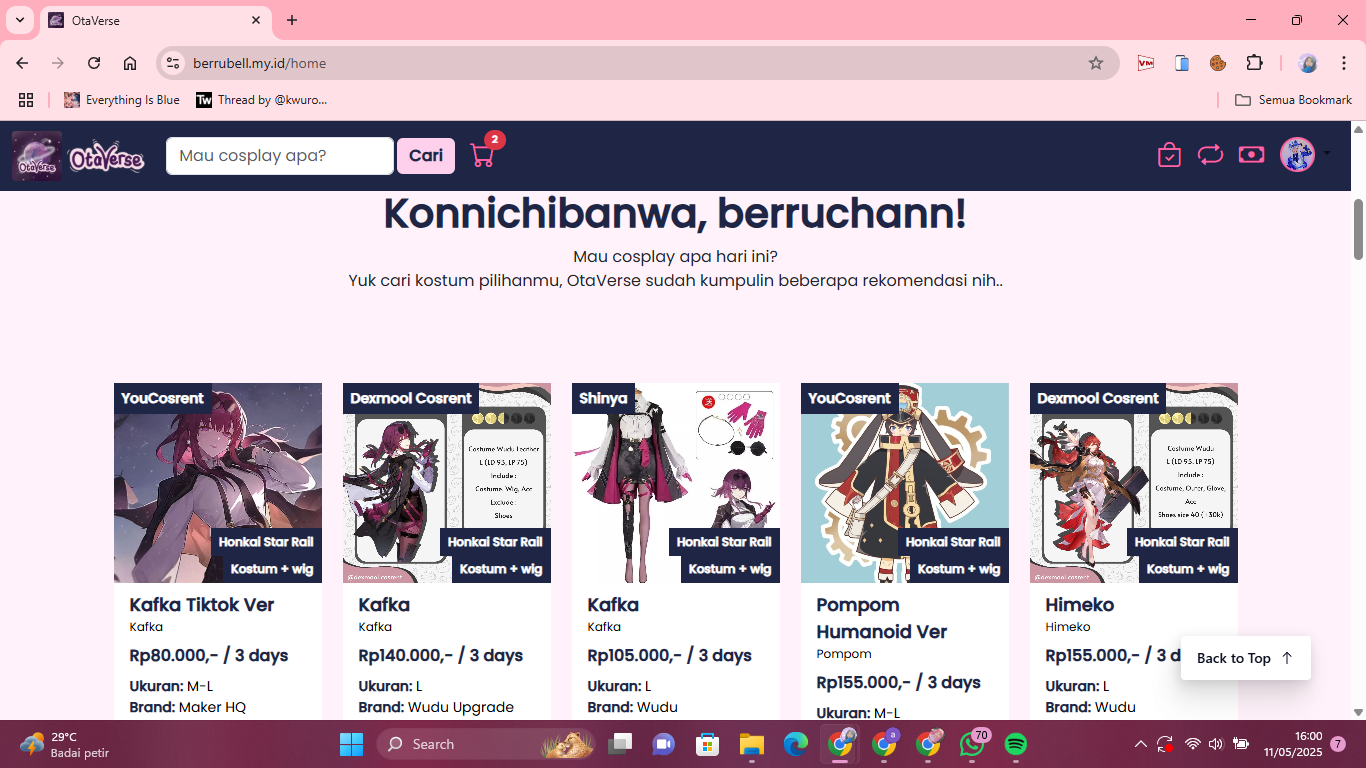 OtaVerse
berrubell.my.id/home
VM
Everything Is Blue
Tw
Thread by @kwuro...
Semua Bookmark
OtaVerse
OtaVerse
Mau cosplay apa?
Cari
2
Konnichibanwa, berruchann!
Mau cosplay apa hari ini?
Yuk cari kostum pilihanmu, OtaVerse sudah kumpulin beberapa rekomendasi nih..
YouCosrent
Honkai Star Rail
Kostum + wig
Kafka Tiktok Ver
Kafka
Rp80.000,- / 3 days
Ukuran: M-L
Brand: Maker HQ
Dexmool Cosrent
Costume Wudu Leather
L (LD 93, LP 75)
Include :
Costume, Wig, Acc
Exclude :
Shoes
@dexmool.cosrent
Honkai Star Rail
Kostum + wig
Kafka
Kafka
Rp140.000,- / 3 days
Ukuran: L
Brand: Wudu Upgrade
Shinya
Honkai Star Rail
Kostum + wig
Kafka
Kafka
Rp105.000,- / 3 days
Ukuran: L
Brand: Wudu
YouCosrent
Honkai Star Rail
Kostum + wig
Pompom
Humanoid Ver
Pompom
Rp155.000,- / 3 days
Ukuran: M-L
Dexmool Cosrent
Costume Wudu
L (LD 93, LP 75)
Include :
Costume, Outer, Glove,
Acc
Shoes size 40 (+30k)
@dexmool.cosrent
Honkai Star Rail
Kostum + wig
Himeko
Himeko
Rp155.000,- / 3 d
Ukuran: L
Brand: Wudu
Back to Top
29°C
Badai petir
Search
a
70
16:00
11/05/2025
7